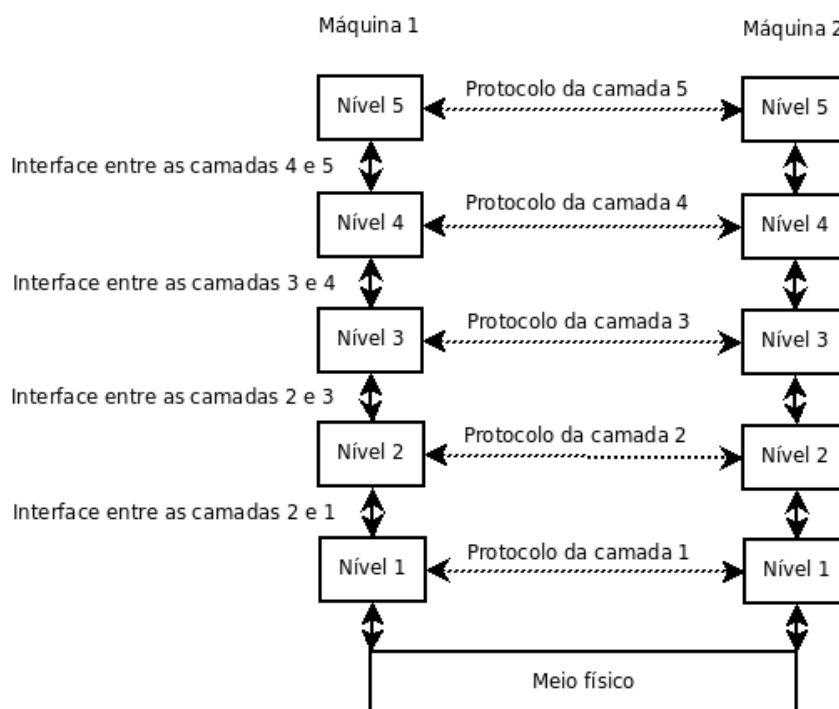 Máquina 1
Máquina 2
Nível 5
Protocolo da camada 5
Nível 5
Interface entre as camadas 4 e 5
Nível 4
Protocolo da camada 4
Nível 4
Interface entre as camadas 3 e 4
Nível 3
Protocolo da camada 3
Nível 3
Interface entre as camadas 2 e 3
Nível 2
Protocolo da camada 2
Nível 2
Interface entre as camadas 2 e 1
Nível 1
Protocolo da camada 1
Nível 1
Meio físico